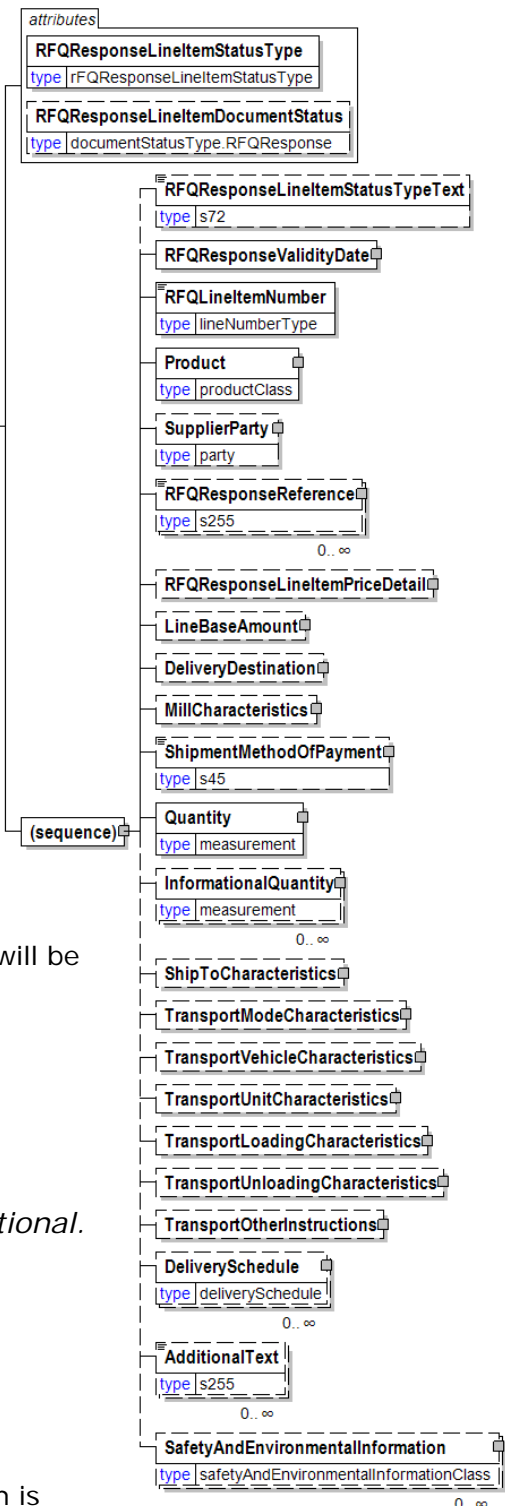 attributes
RFQResponseLineItemStatusType
type rFQResponseLineItemStatusType
RFQResponseLineItemDocumentStatus
type documentStatusType.RFQResponse
RFQResponseLineItemStatusTypeText
type s72
RFQResponseValidityDate
RFQLineItemNumber
type lineNumberType
Product
type productClass
SupplierParty
type party
RFQResponseReference
type s255
0.. ∞
RFQResponseLineItemPriceDetail
LineBaseAmount
DeliveryDestination
MillCharacteristics
ShipmentMethodOfPayment
type s45
(sequence)
Quantity
type measurement
InformationalQuantity
type measurement
0.. ∞
will be
ShipToCharacteristics
TransportModeCharacteristics
TransportVehicleCharacteristics
TransportUnitCharacteristics
TransportLoadingCharacteristics
TransportUnloadingCharacteristics
tional.
TransportOtherInstructions
DeliverySchedule
type deliverySchedule
0.. ∞
AdditionalText
type s255
0.. ∞
SafetyAndEnvironmentalInformation
type safetyAndEnvironmentalInformationClass
n is
0.. ∞